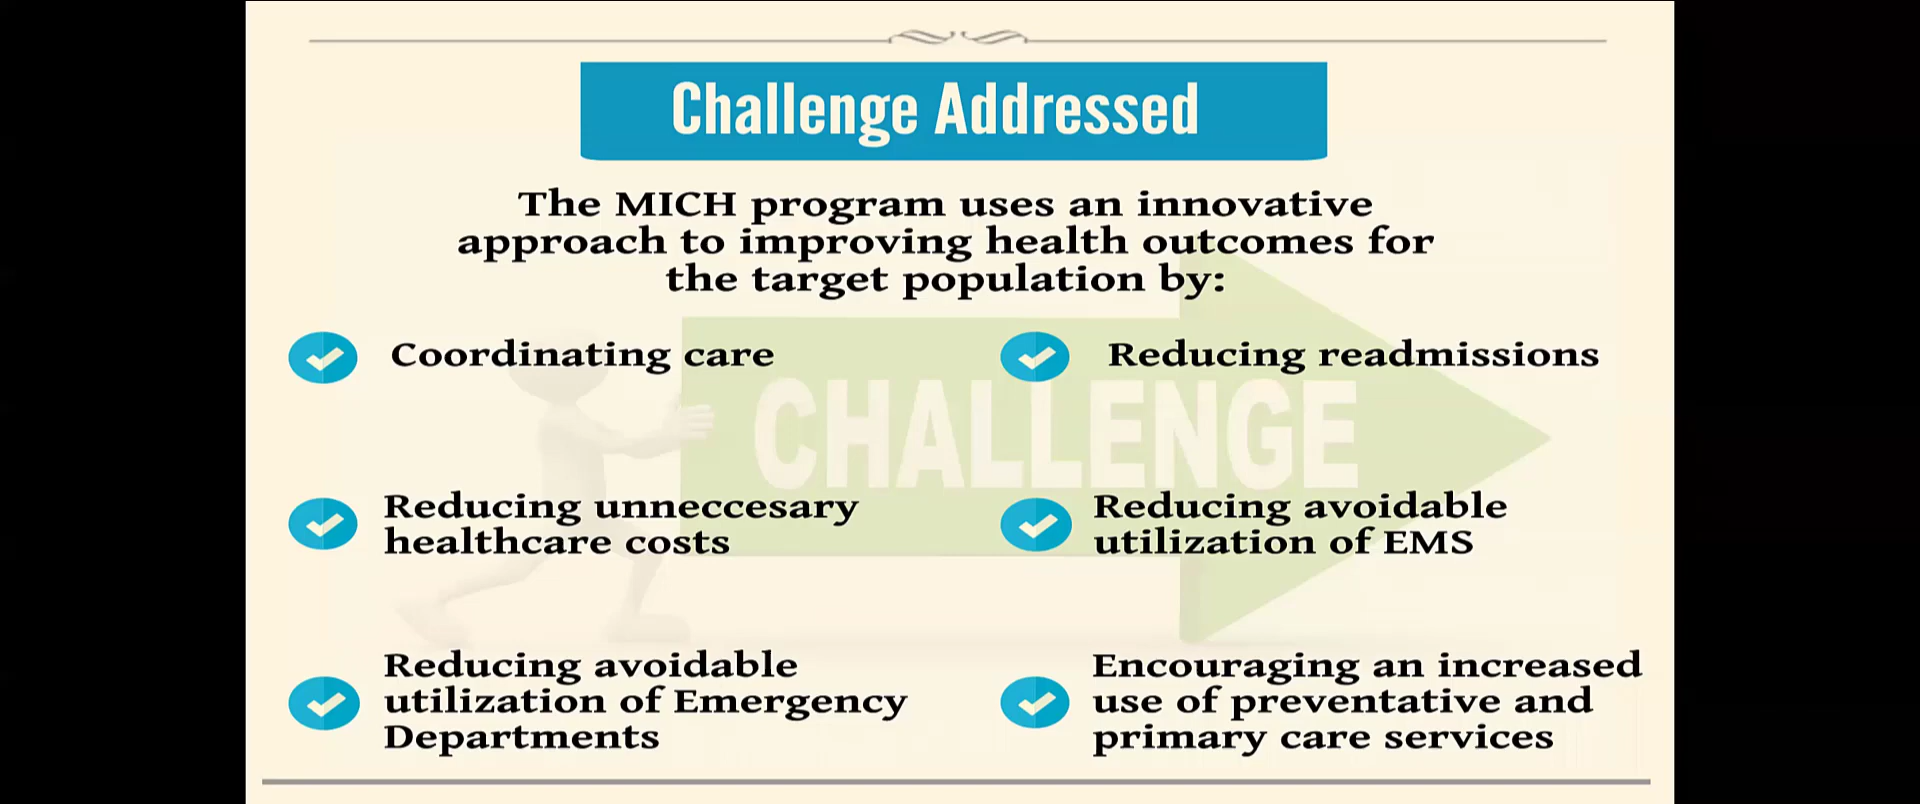 Challenge Addressed
The MICH program uses an innovative
approach to improving health outcomes for
the target population by:
Coordinating care
Reducing readmissions
CHALLENGE
Reducing unneccesary
healthcare costs
Reducing avoidable
utilization of EMS
Reducing avoidable
utilization of Emergency
Departments
Encouraging an increased
use of preventative and
primary care services